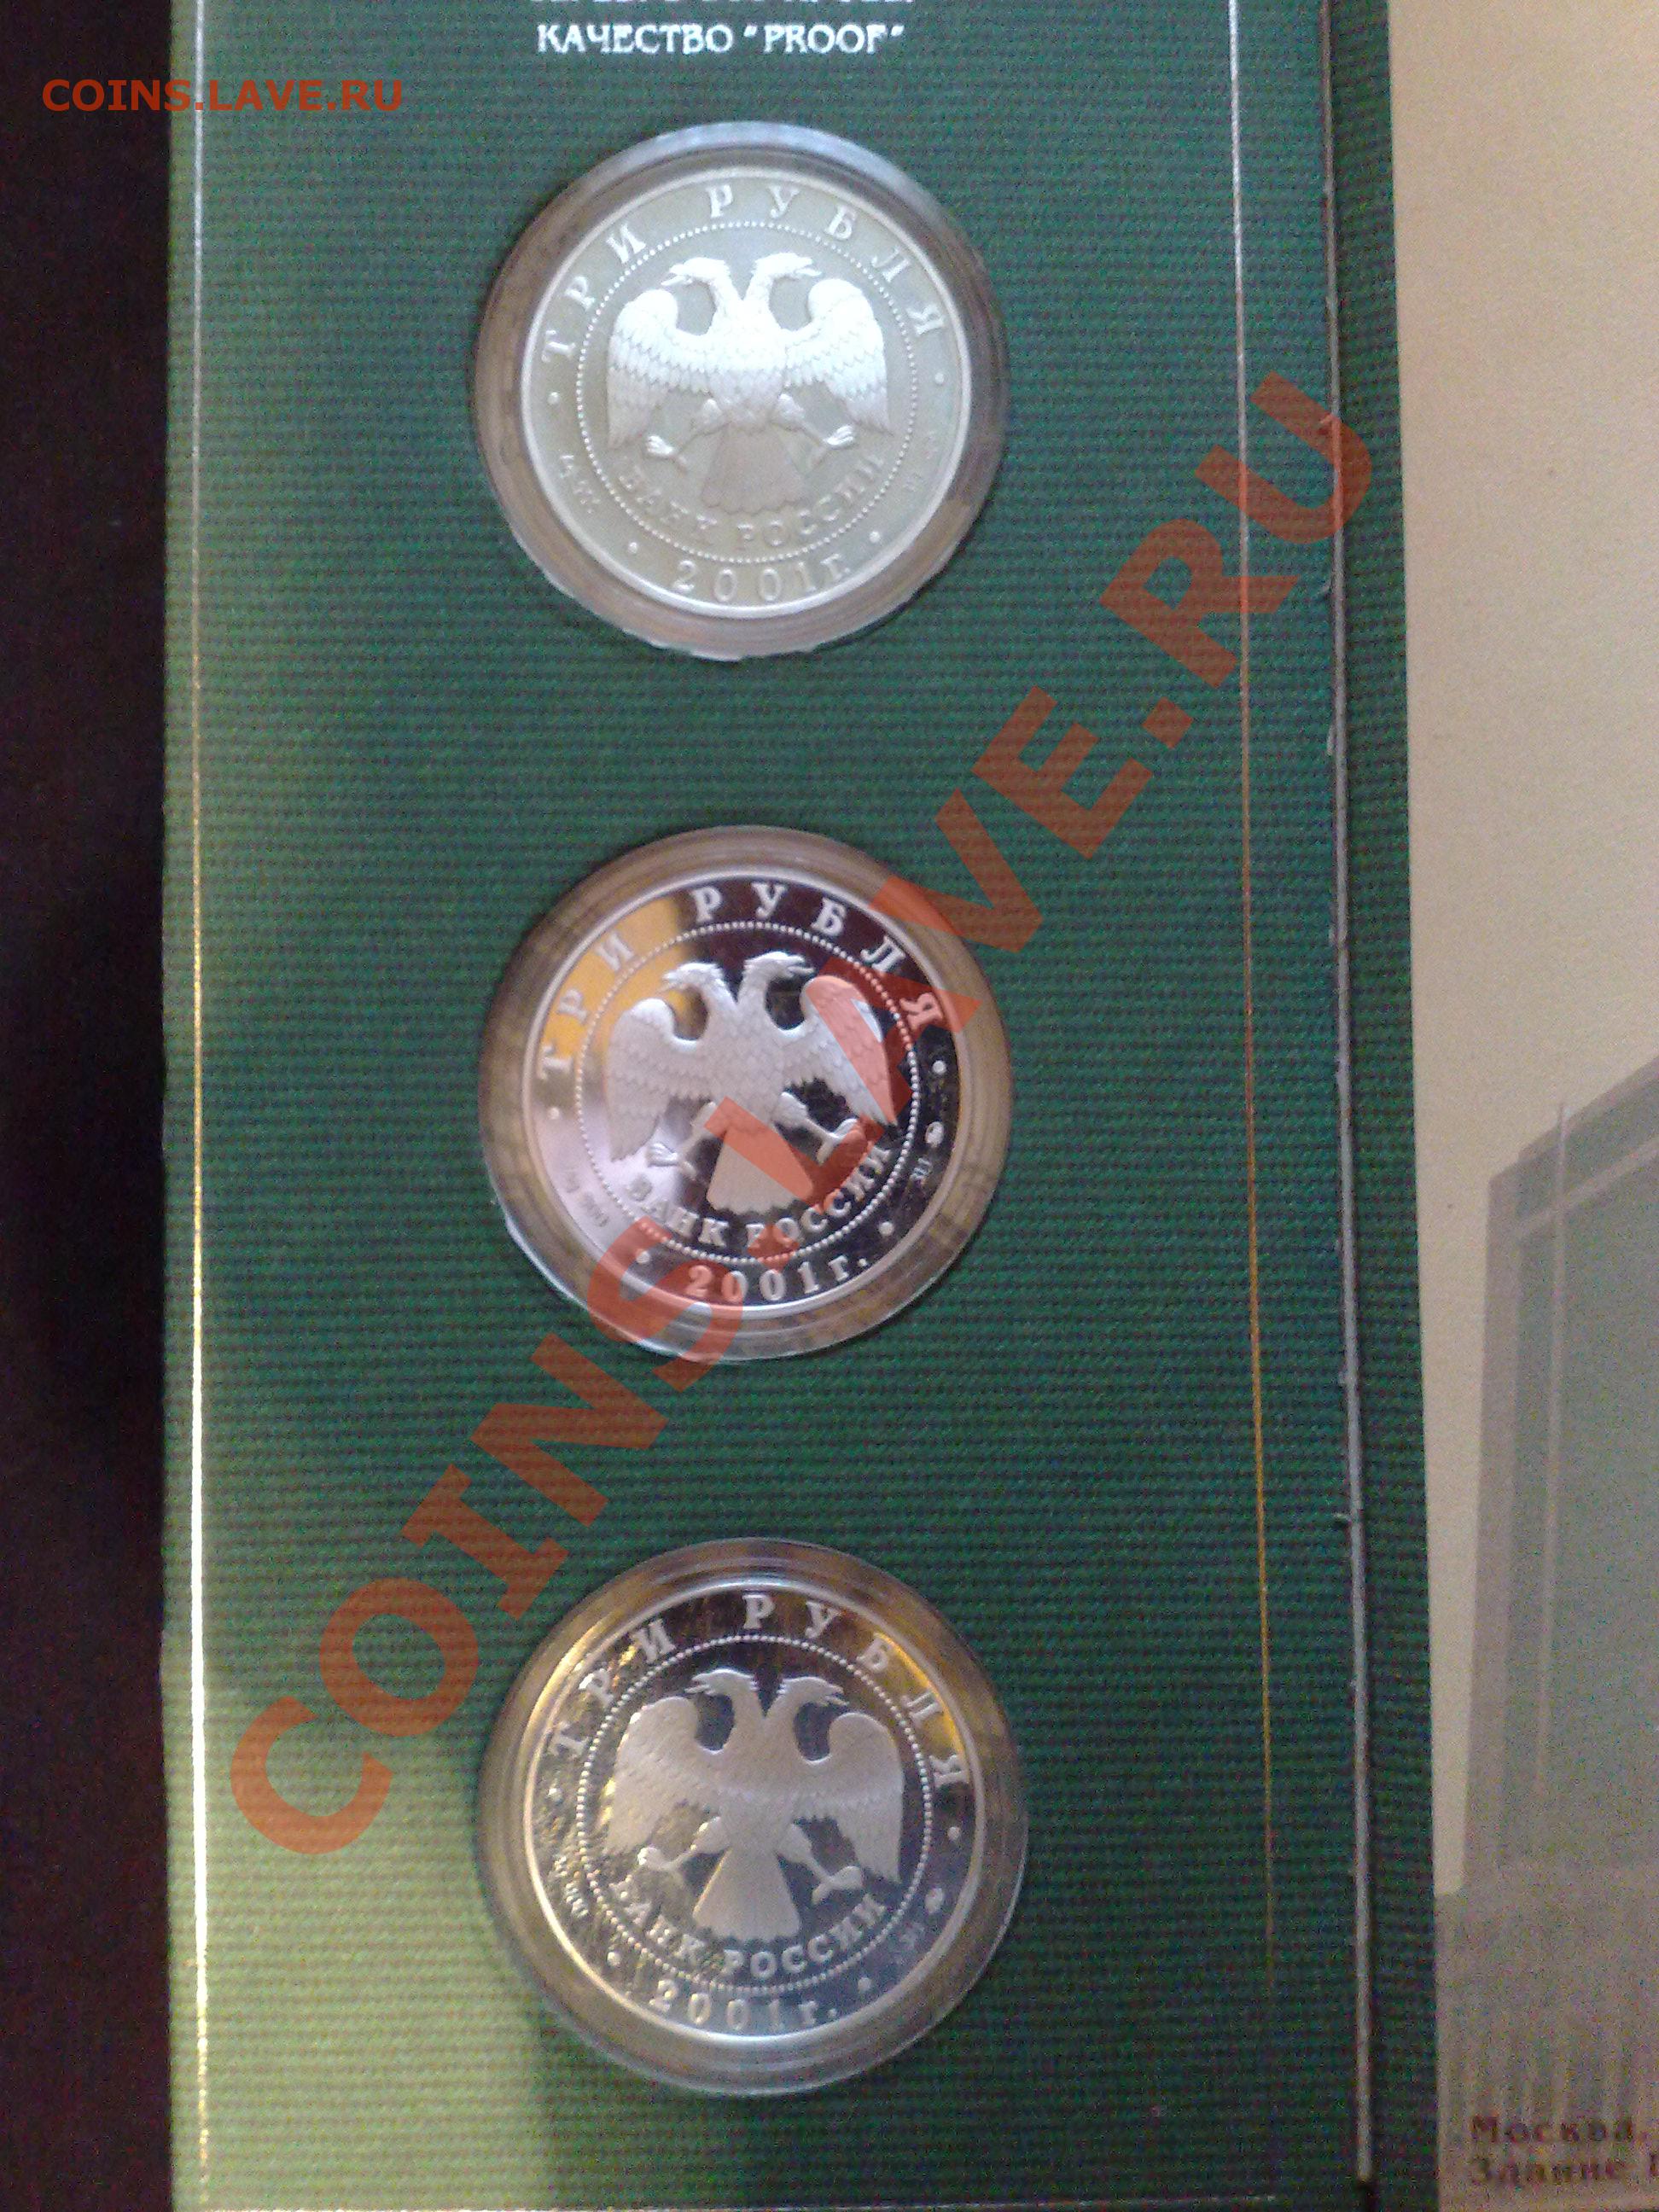 КАЧЕСТВО "PROOF"
COINS.LAVE.RU
ТРИ РУБЛЯ
БАНК РОССИИ
2001г.
ТРИ РУБЛЯ
БАНК РОССИИ
2001г.
ТРИ РУБЛЯ
БАНК РОССИИ
2001г.
COINS.LAVE.RU
Москва.
Здание